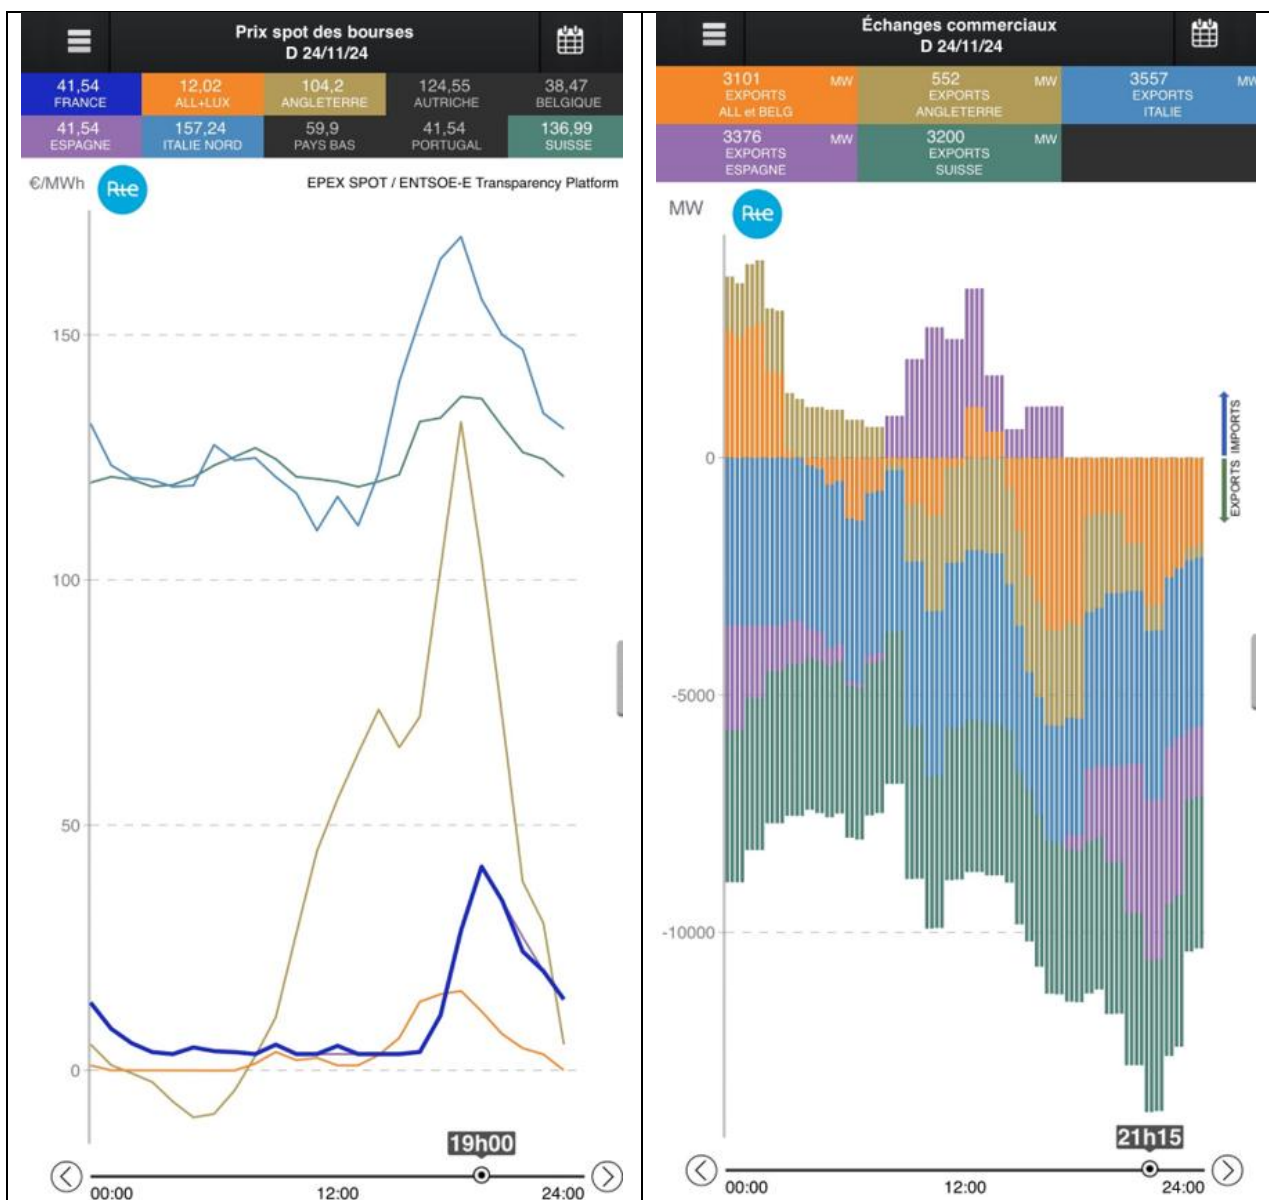 Prix spot des bourses
D 24/11/24
41,54 12,02 104,2 124,55 38,47
FRANCE ALL+LUX ANGLETERRE AUTRICHE BELGIQUE
41,54 157,24 59,9 41,54 136,99
ESPAGNE ITALIE NORD PAYS BAS PORTUGAL SUISSE
€/MWh Rte EPEX SPOT / ENTSOE-E Transparency Platform
150
100
50
0
19h00
00:00 12:00 24:00
Échanges commerciaux
D 24/11/24
3101 MW 552 MW 3557 MW
EXPORTS EXPORTS EXPORTS
ALL et BELG ANGLETERRE ITALIE
3376 MW 3200 MW
EXPORTS EXPORTS
ESPAGNE SUISSE
MW Rte
0
-5000
-10000
IMPORTS
EXPORTS
21h15
00:00 12:00 24:00